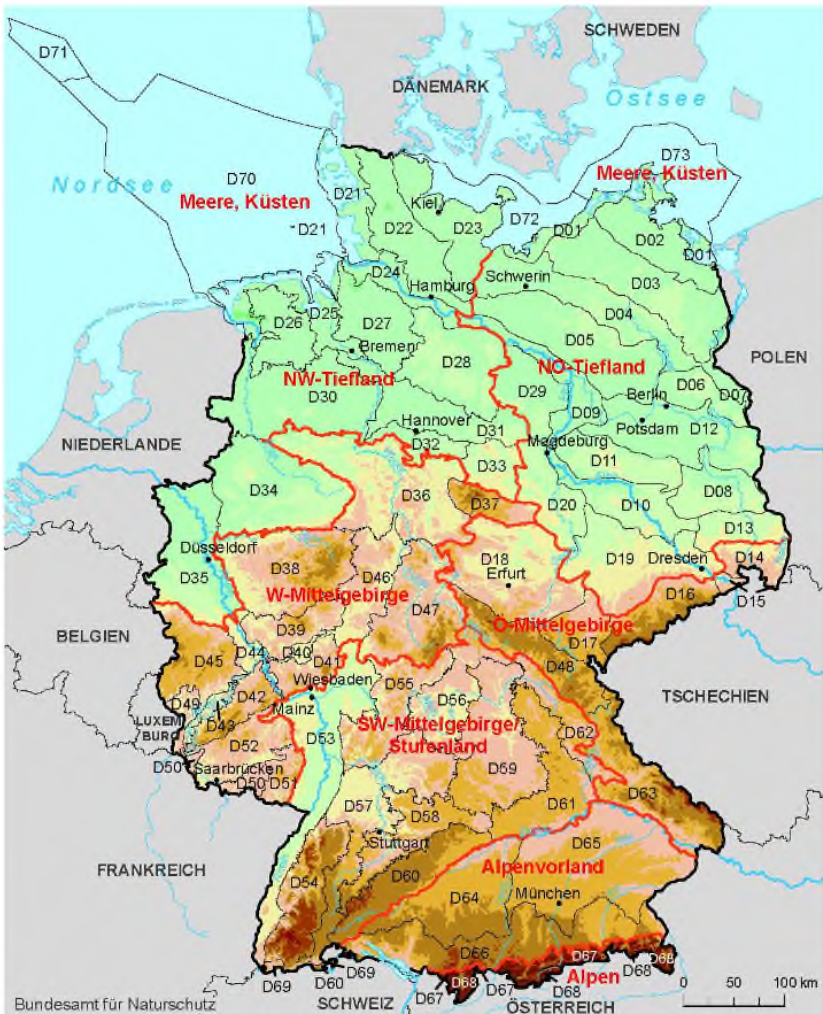 SCHWEDEN
D71
DÄNEMARK
Ostsee
D73
Meere, Küsten
D70
Nordsee
Meere, Küsten
D21
D21
Kiel
D22
D23
D72
D01
D02
D01
D24
Hamburg
Schwerin
D03
D04
D25
D26
D27
Bremen
D28
D05
POLEN
NW-Tiefland
NO-Tiefland
D30
D29
D09
Berlin
D06
D07
Potsdam
D12
Hannover
D31
D32
Magdeburg
D11
NIEDERLANDE
D33
D34
D36
D37
D20
D10
D08
D13
Düsseldorf
D38
D18
Erfurt
D19
Dresden
D14
D35
W-Mittelgebirge
D46
D47
D16
D15
Ö-Mittelgebirge
BELGIEN
D39
D17
D45
D44
D40
D41
D48
Wiesbaden
D55
D56
TSCHECHIEN
D49
D42
Mainz
LUXEM
BURG
D43
SW-Mittelgebirge/
Stufenland
D62
D52
D53
D59
Saarbrücken
D50
D50
D51
D63
D57
D58
D61
Stuttgart
D65
FRANKREICH
Alpenvorland
D60
D54
D64
München
D66
D67
D68
D69
D60
D69
D67
D68
D67
D68
D68
Alpen
SCHWEIZ
ÖSTERREICH
0 50 100 km
Bundesamt für Naturschutz